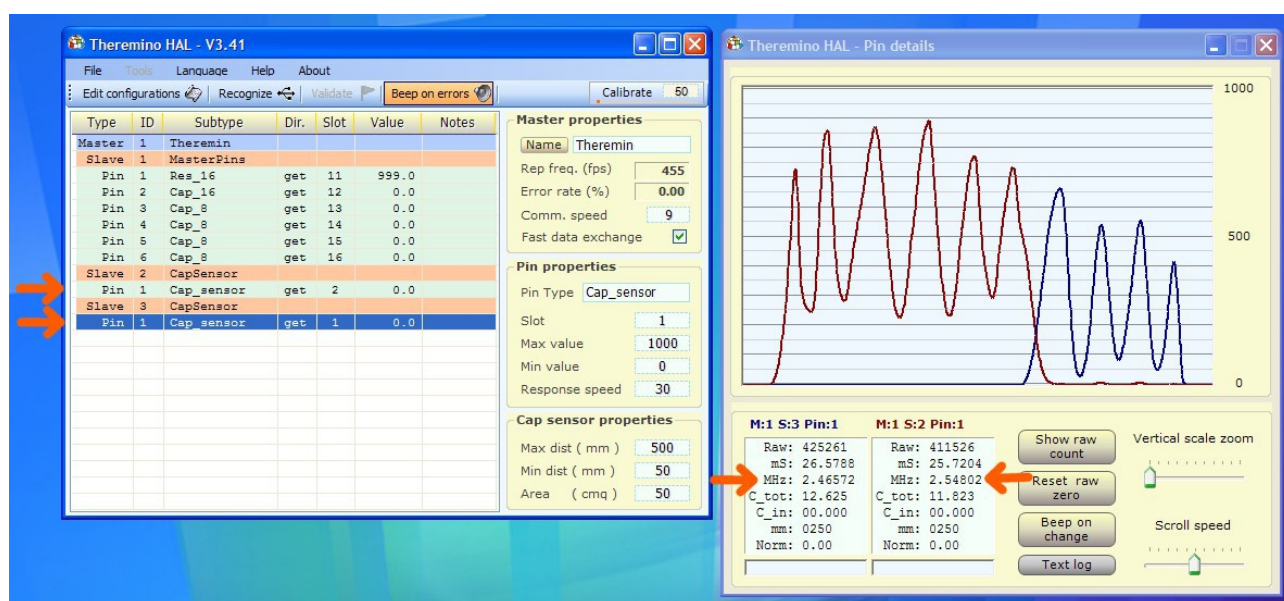 Theremino HAL - V3.41
File Tools Language Help About
Edit configurations Recognize Validate Beep on errors Calibrate 50
Type ID Subtype Dir. Slot Value Notes
Master 1 Theremin
Slave 1 MasterPins
Pin 1 Res_16 get 11 999.0
Pin 2 Cap_16 get 12 0.0
Pin 3 Cap_8 get 13 0.0
Pin 4 Cap_8 get 14 0.0
Pin 5 Cap_8 get 15 0.0
Pin 6 Cap_8 get 16 0.0
Slave 2 CapSensor
Pin 1 Cap_sensor get 2 0.0
Slave 3 CapSensor
Pin 1 Cap_sensor get 1 0.0
Master properties
Name Theremin
Rep freq. (fps) 455
Error rate (%) 0.00
Comm. speed 9
Fast data exchange
Pin properties
Pin Type Cap_sensor
Slot 1
Max value 1000
Min value 0
Response speed 30
Cap sensor properties
Max dist ( mm ) 500
Min dist ( mm ) 50
Area ( cmq ) 50
Theremino HAL - Pin details
1000
500
0
M:1 S:3 Pin:1
Raw: 425261
mS: 26.5788
MHz: 2.46572
C_tot: 12.625
C_in: 00.000
mm: 0250
Norm: 0.00
M:1 S:2 Pin:1
Raw: 411526
mS: 25.7204
MHz: 2.54802
C_tot: 11.823
C_in: 00.000
mm: 0250
Norm: 0.00
Show raw
count
Reset raw
zero
Beep on
change
Text log
Vertical scale zoom
Scroll speed